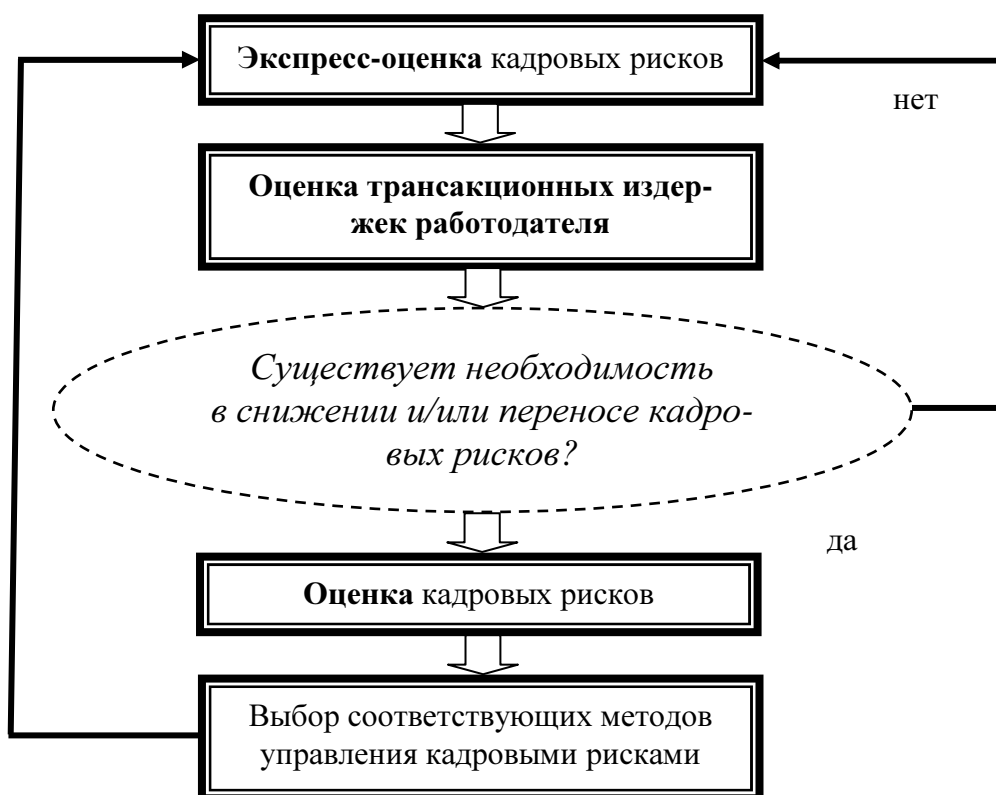 Экспресс-оценка кадровых рисков
нет
Оценка трансакционных издер-
жек работодателя
Существует необходимость
в снижении и/или переносе кадро-
вых рисков?
да
Оценка кадровых рисков
Выбор соответствующих методов
управления кадровыми рисками